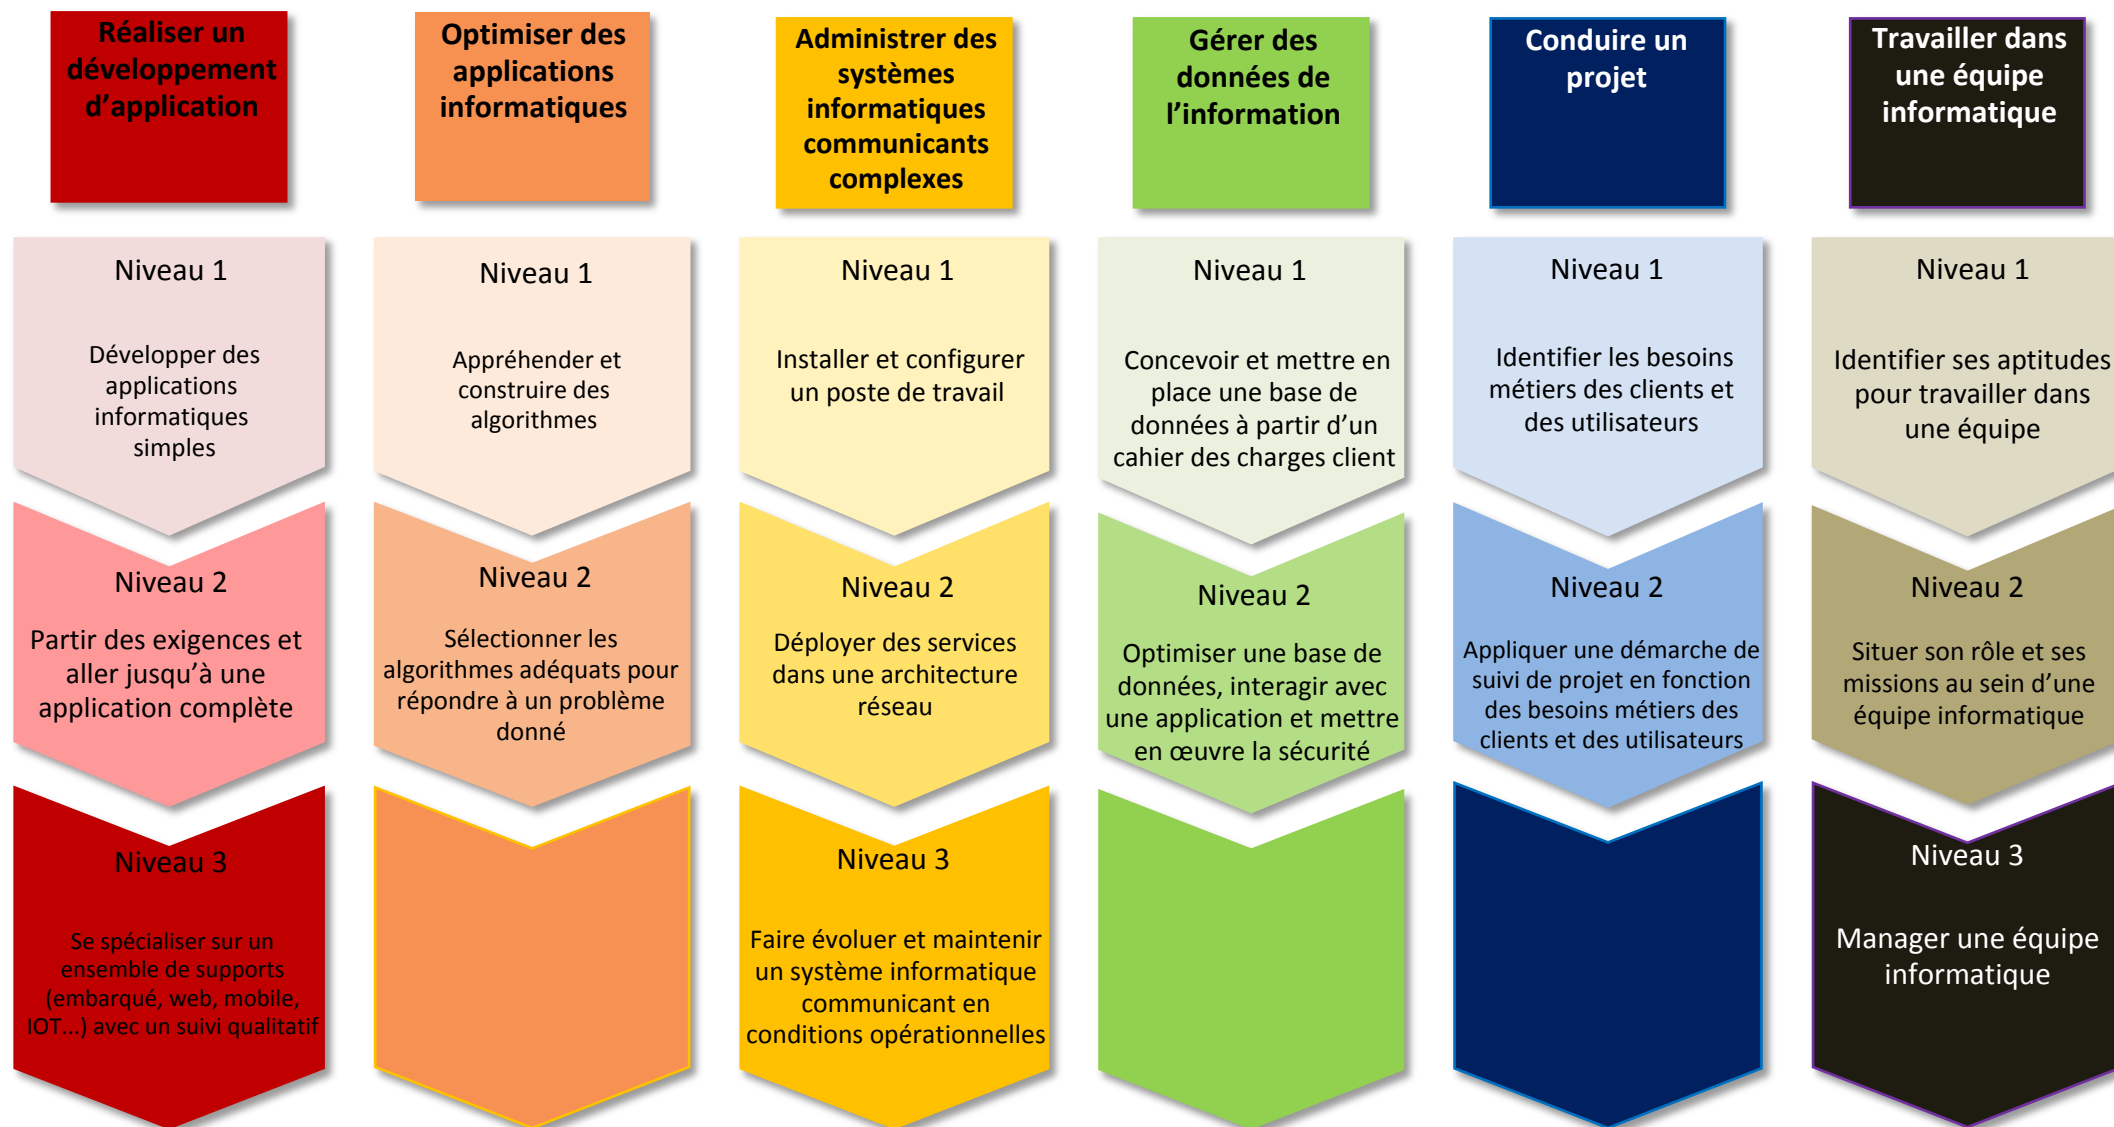 Réaliser un
développement
d’application
Optimiser des
applications
informatiques
Administrer des
systèmes
informatiques
communicants
complexes
Gérer des
données de
l’information
Conduire un
projet
Travailler dans
une équipe
informatique
Niveau 1
Développer des
applications
informatiques
simples
Niveau 1
Appréhender et
construire des
algorithmes
Niveau 1
Installer et configurer
un poste de travail
Niveau 1
Concevoir et mettre en
place une base de
données à partir d’un
cahier des charges client
Niveau 1
Identifier les besoins
métiers des clients et
des utilisateurs
Niveau 1
Identifier ses aptitudes
pour travailler dans
une équipe
Niveau 2
Partir des exigences et
aller jusqu’à une
application complète
Niveau 2
Sélectionner les
algorithmes adéquats pour
répondre à un problème
donné
Niveau 2
Déployer des services
dans une architecture
réseau
Niveau 2
Optimiser une base de
données, interagir avec
une application et mettre
en œuvre la sécurité
Niveau 2
Appliquer une démarche de
suivi de projet en fonction
des besoins métiers des
clients et des utilisateurs
Niveau 2
Situer son rôle et ses
missions au sein d’une
équipe informatique
Niveau 3
Se spécialiser sur un
ensemble de supports
(embarqué, web, mobile,
IOT...) avec un suivi qualitatif
Niveau 3
Faire évoluer et maintenir
un système informatique
communicant en
conditions opérationnelles
Niveau 3
Manager une équipe
informatique